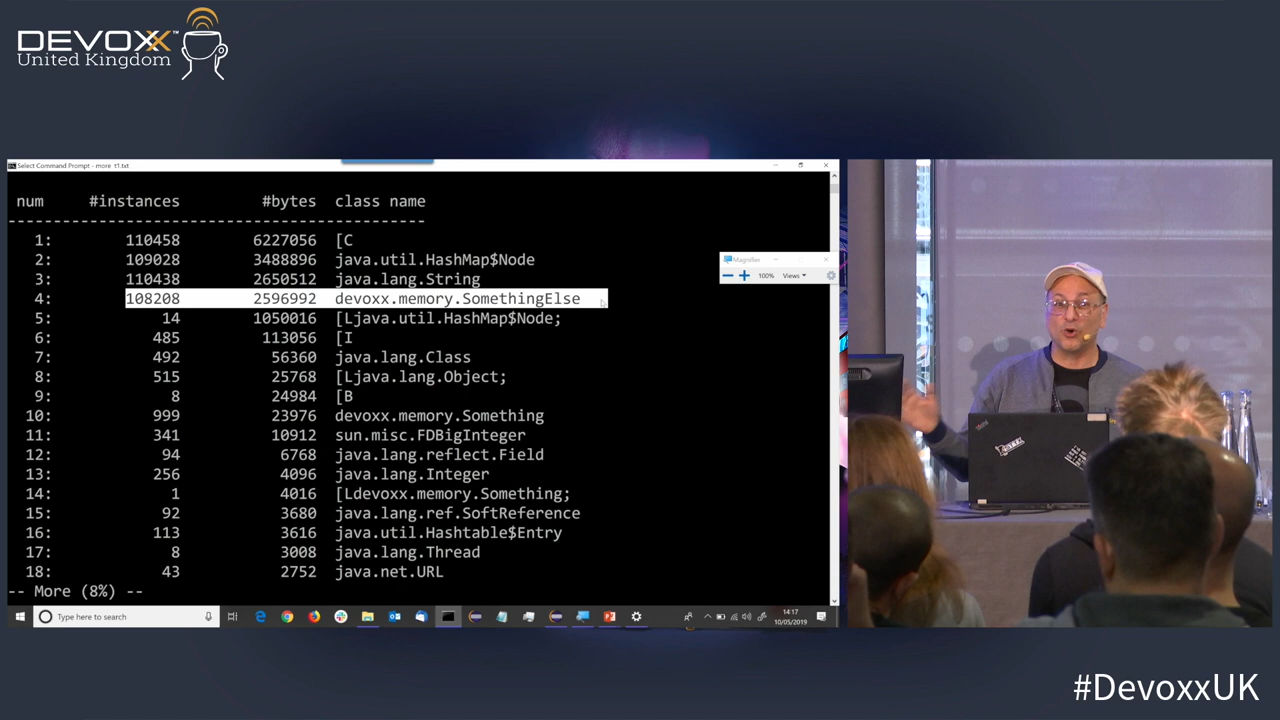 DEVOXX™
United Kingdom
Select Command Prompt - more t1.txt
num #instances #bytes class name
----------------------------------------------
1: 110458 6227056 [C
2: 109028 3488896 java.util.HashMap$Node
3: 110438 2650512 java.lang.String
4: 108208 2596992 devoxx.memory.SomethingElse
5: 14 1050016 [Ljava.util.HashMap$Node;
6: 485 113056 [I
7: 492 56360 java.lang.Class
8: 515 25768 [Ljava.lang.Object;
9: 8 24984 [B
10: 999 23976 devoxx.memory.Something
11: 341 10912 sun.misc.FDBigInteger
12: 94 6768 java.lang.reflect.Field
13: 256 4096 java.lang.Integer
14: 1 4016 [Ldevoxx.memory.Something;
15: 92 3680 java.lang.ref.SoftReference
16: 113 3616 java.util.Hashtable$Entry
17: 8 3008 java.lang.Thread
18: 43 2752 java.net.URL
-- More (8%) --
Magnifier
100% Views
Type here to search
14:17
10/05/2019
#DevoxxUK